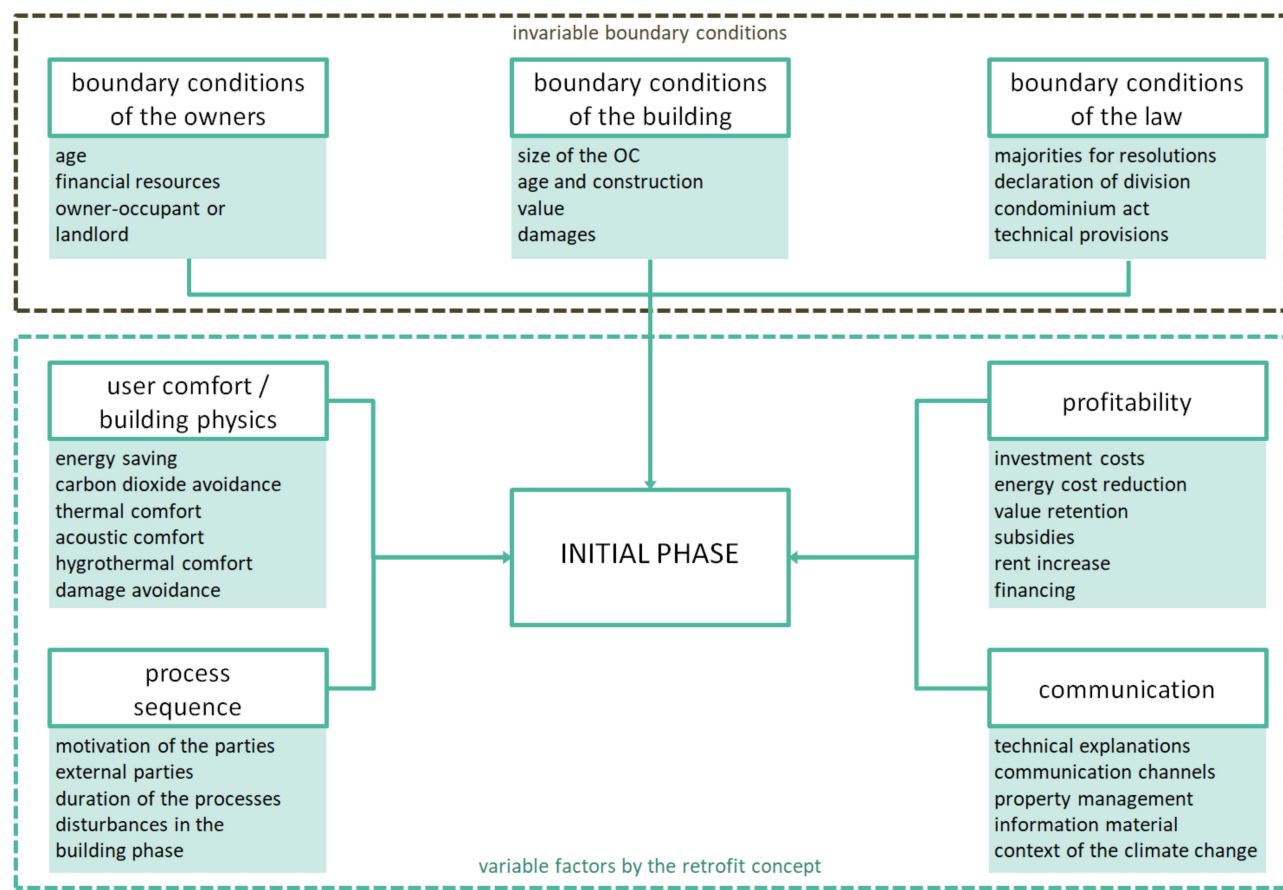 invariable boundary conditions
boundary conditions
of the owners
age
financial resources
owner-occupant or
landlord
boundary conditions
of the building
size of the OC
age and construction
value
damages
boundary conditions
of the law
majorities for resolutions
declaration of division
condominium act
technical provisions
user comfort /
building physics
energy saving
carbon dioxide avoidance
thermal comfort
acoustic comfort
hygrothermal comfort
damage avoidance
process
sequence
motivation of the parties
external parties
duration of the processes
disturbances in the
building phase
INITIAL PHASE
profitability
investment costs
energy cost reduction
value retention
subsidies
rent increase
financing
communication
technical explanations
communication channels
property management
information material
context of the climate change
variable factors by the retrofit concept